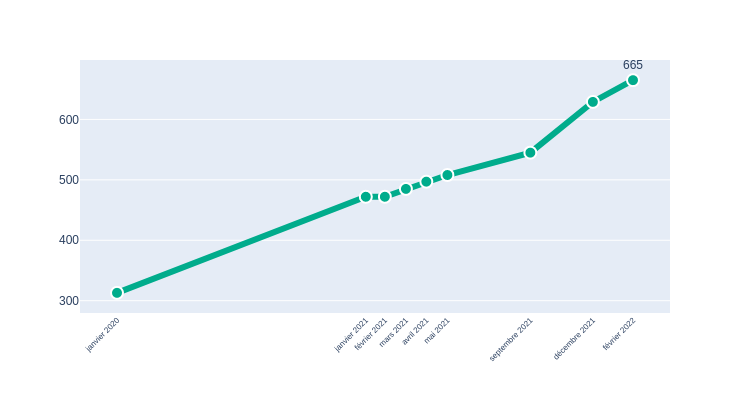 665
600
500
400
300
janvier 2020
janvier 2021
février 2021
mars 2021
avril 2021
mai 2021
septembre 2021
décembre 2021
février 2022